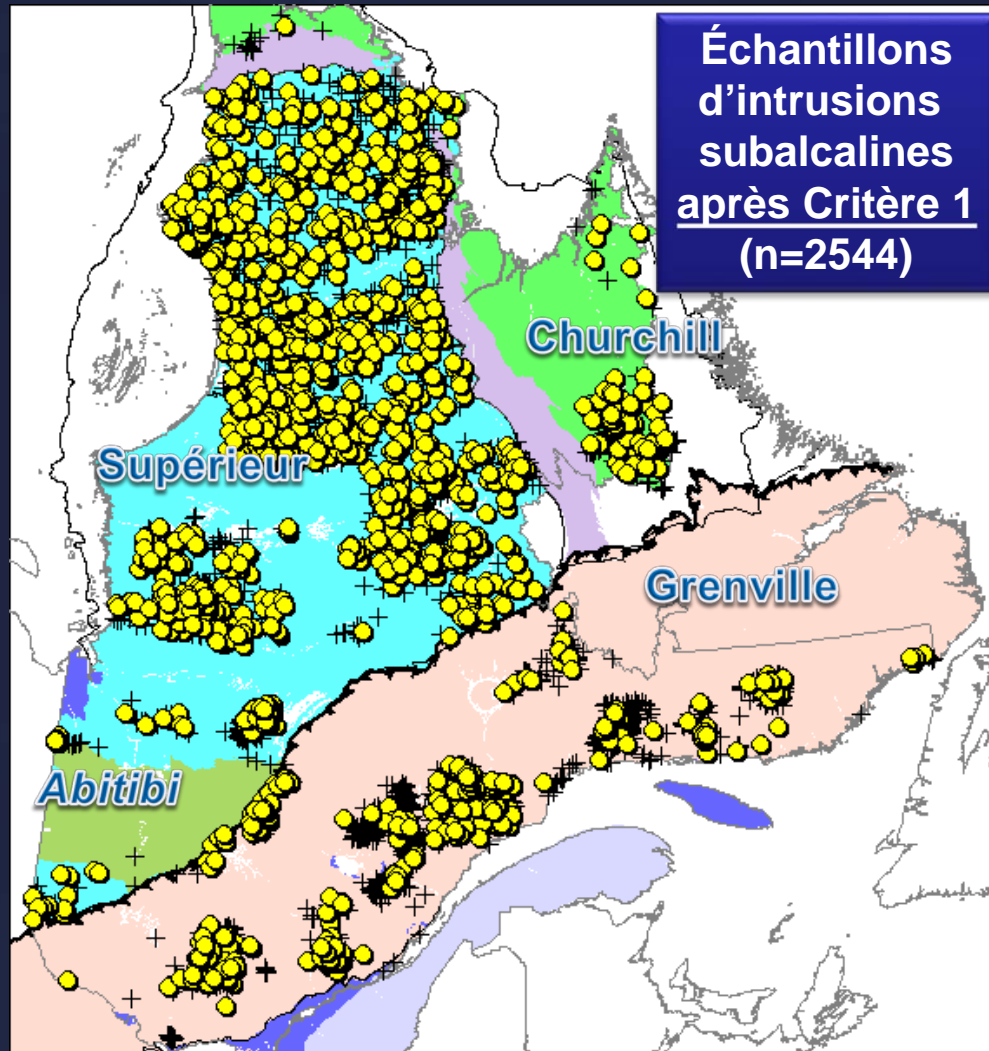 Échantillons
d'intrusions
subalcalines
après Critère 1
(n=2544)
Churchill
Supérieur
Grenville
Abitibi